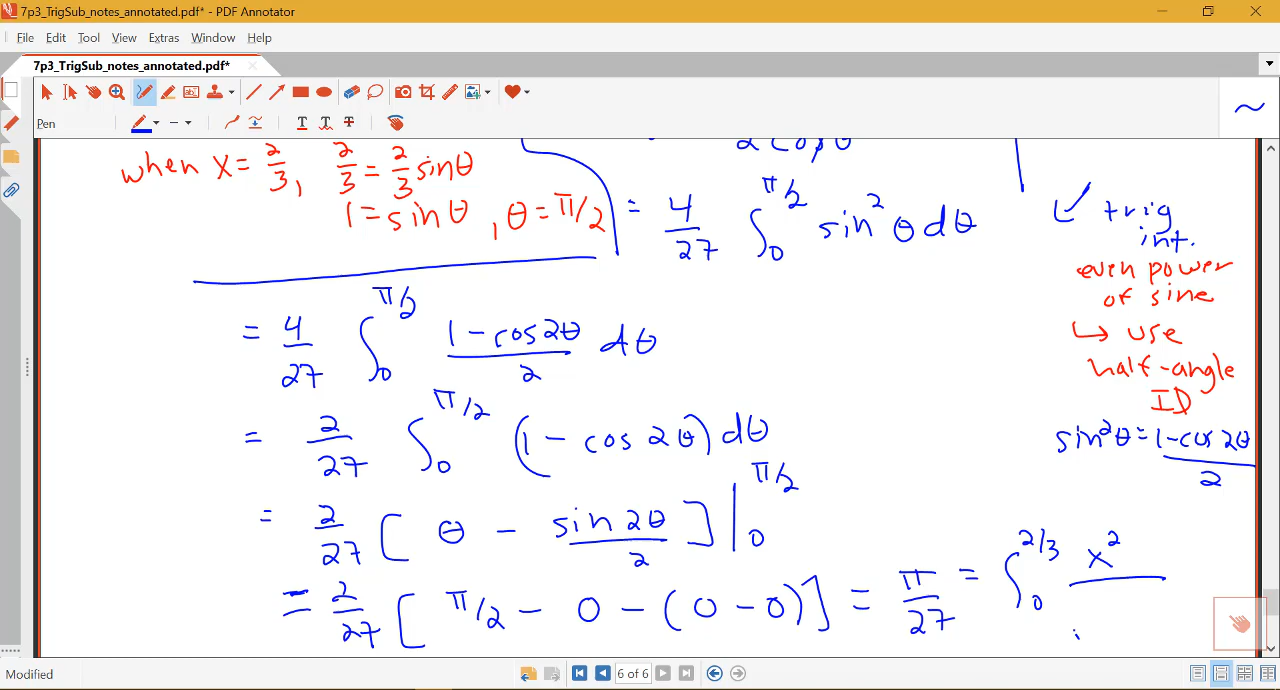 7p3_TrigSub_notes_annotated.pdf* - PDF Annotator
File Edit Tool View Extras Window Help
7p3_TrigSub_notes_annotated.pdf* ×
Pen
when x = 2/3, 2/3 = 2/3 sinθ
1 = sinθ, θ = π/2
= 4/27 ∫₀^π/2 sin²θ dθ
trig
int.
even power
of sine
↳ use
half-angle
ID
sin²θ = 1-cos 2θ / 2
= 4/27 ∫₀^π/2 1 - cos2θ / 2 dθ
= 2/27 ∫₀^π/2 (1 - cos 2θ) dθ
= 2/27 [ θ - sin 2θ / 2 ] |₀^π/2
= 2/27 [ π/2 - 0 - (0 - 0) ] = π/27 = ∫₀^2/3 x²
Modified
6 of 6